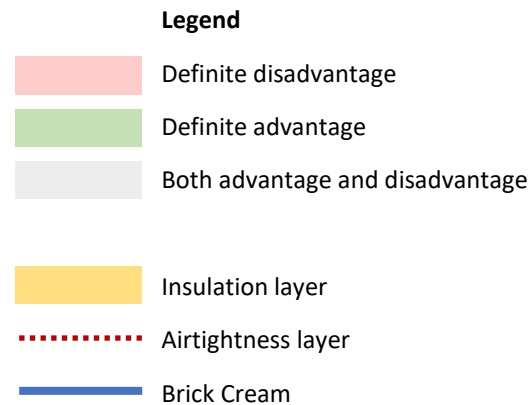 Legend
Definite disadvantage
Definite advantage
Both advantage and disadvantage
Insulation layer
Airtightness layer
Brick Cream